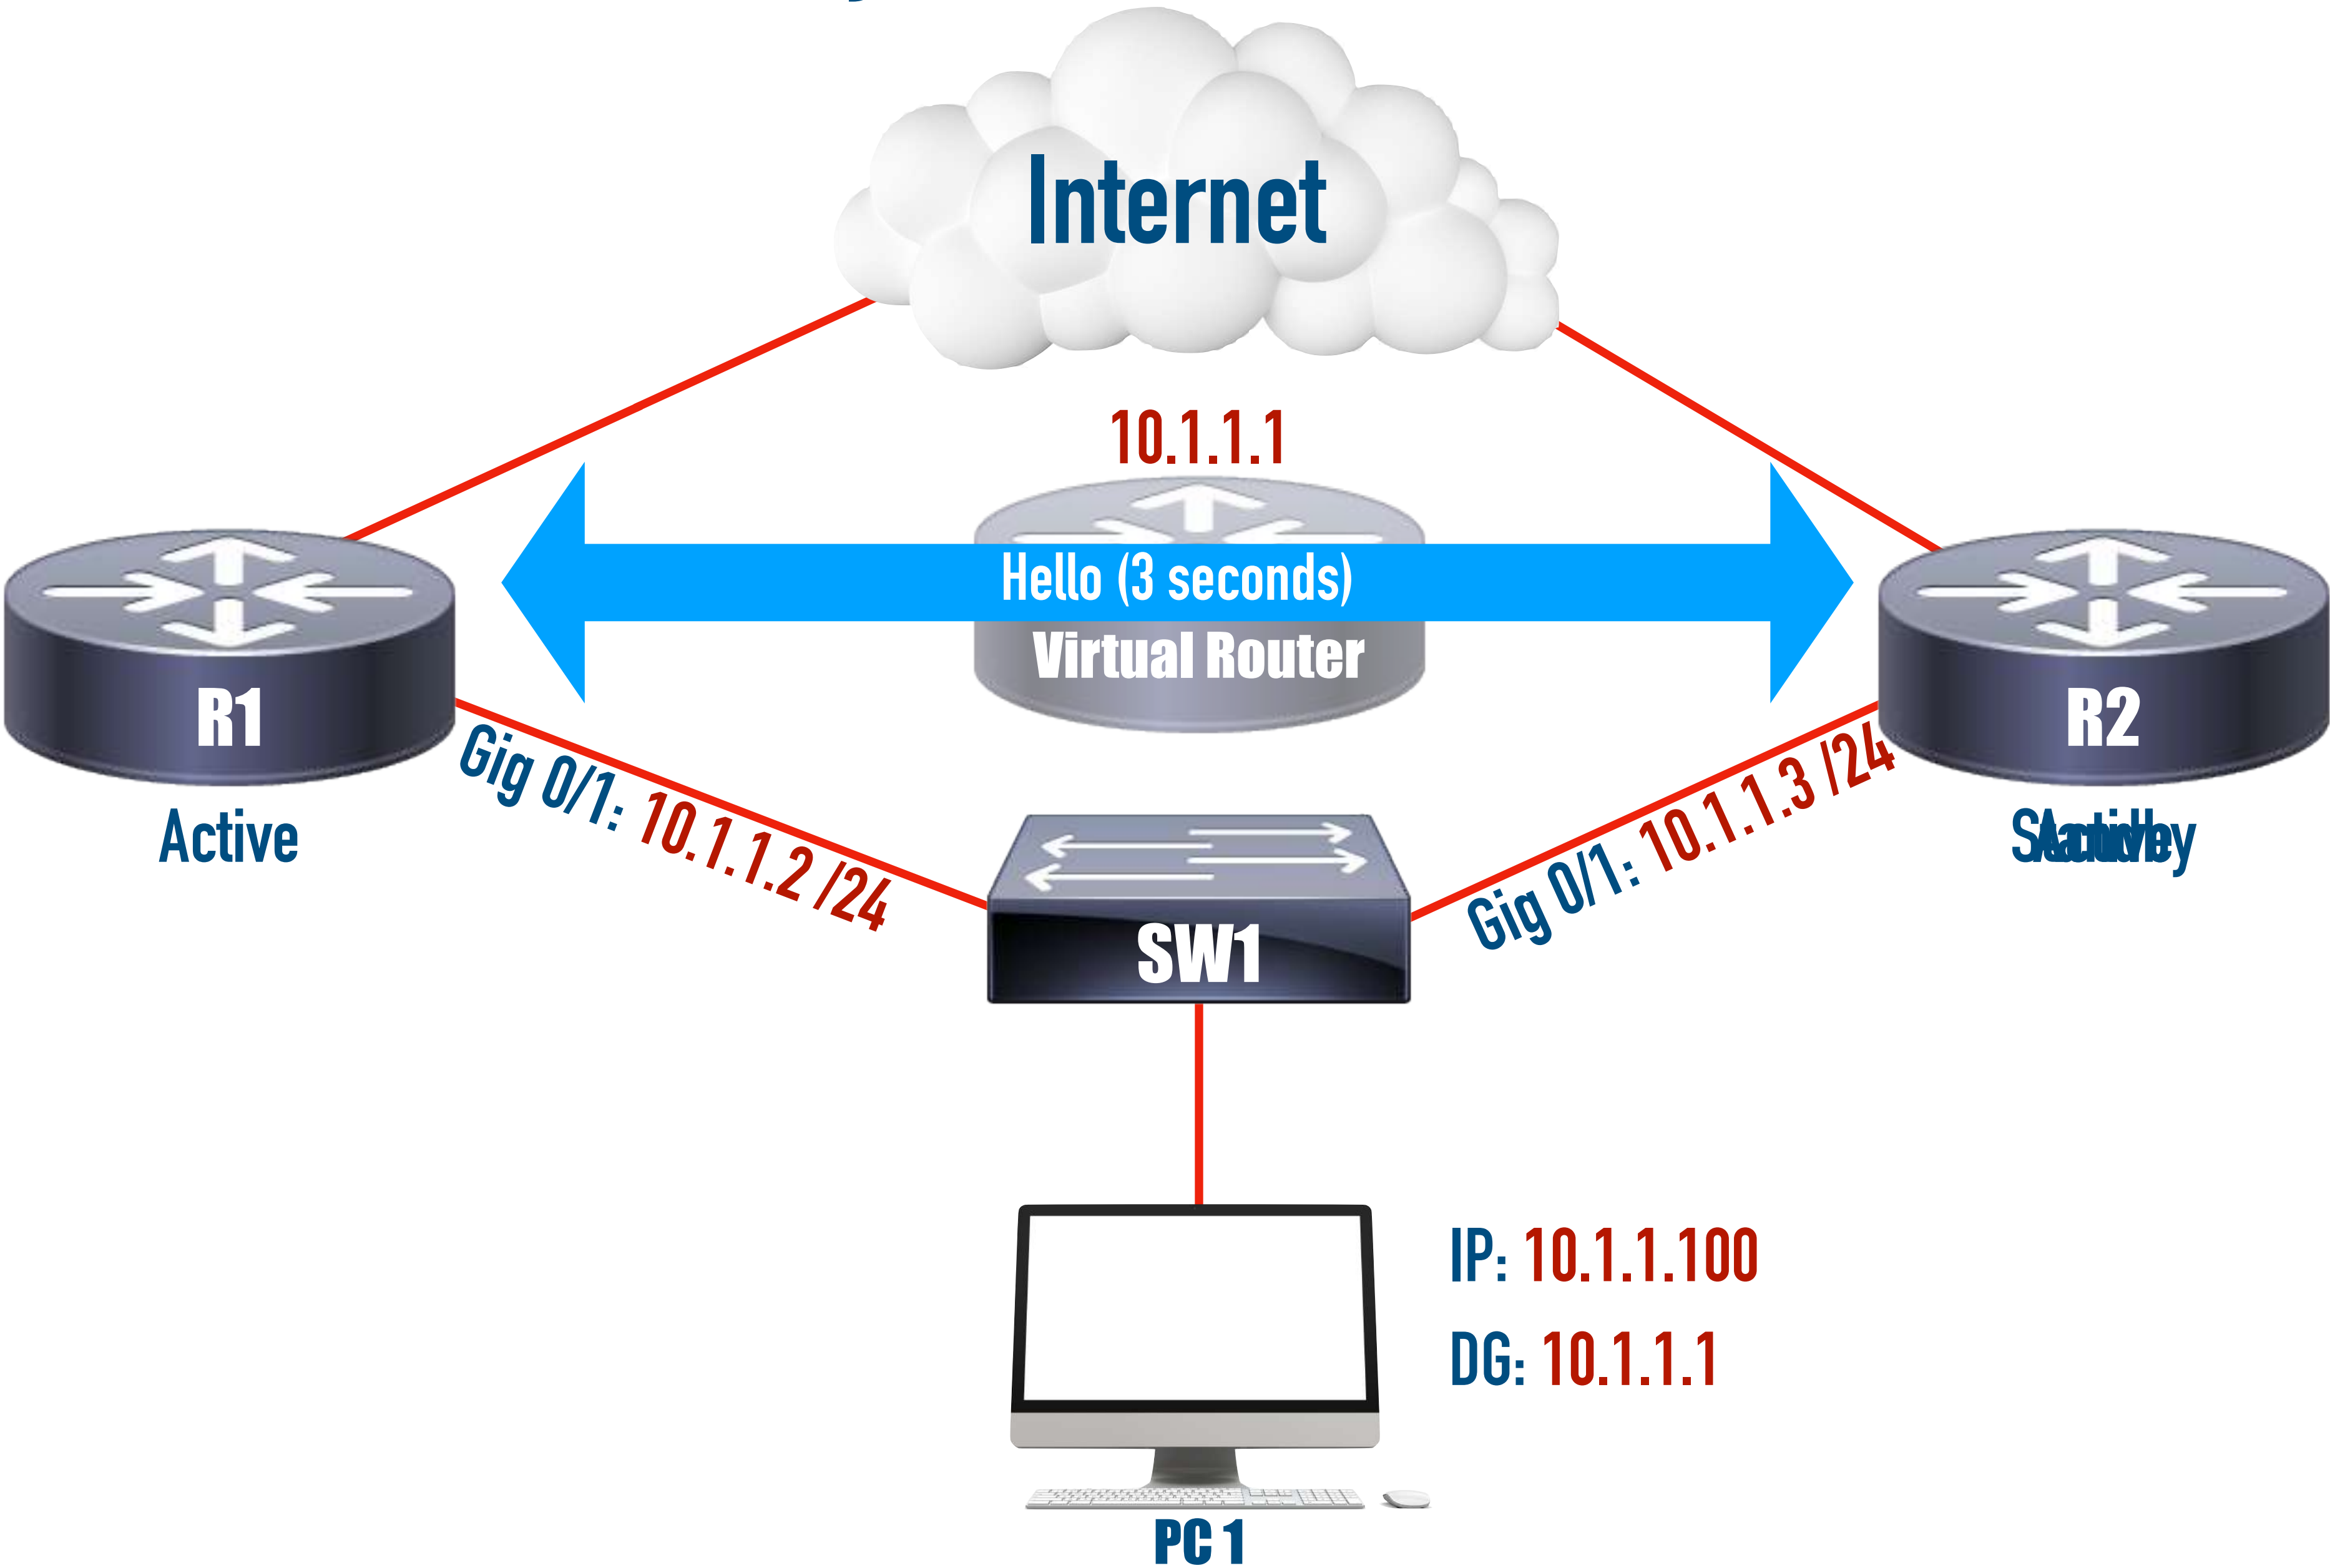 Internet
10.1.1.1
Hello (3 seconds)
Virtual Router
R1
R2
Gig 0/1: 10.1.1.2 /24
Gig 0/1: 10.1.1.3 /24
Active
Standby
Active
SW1
IP: 10.1.1.100
DG: 10.1.1.1
PC 1